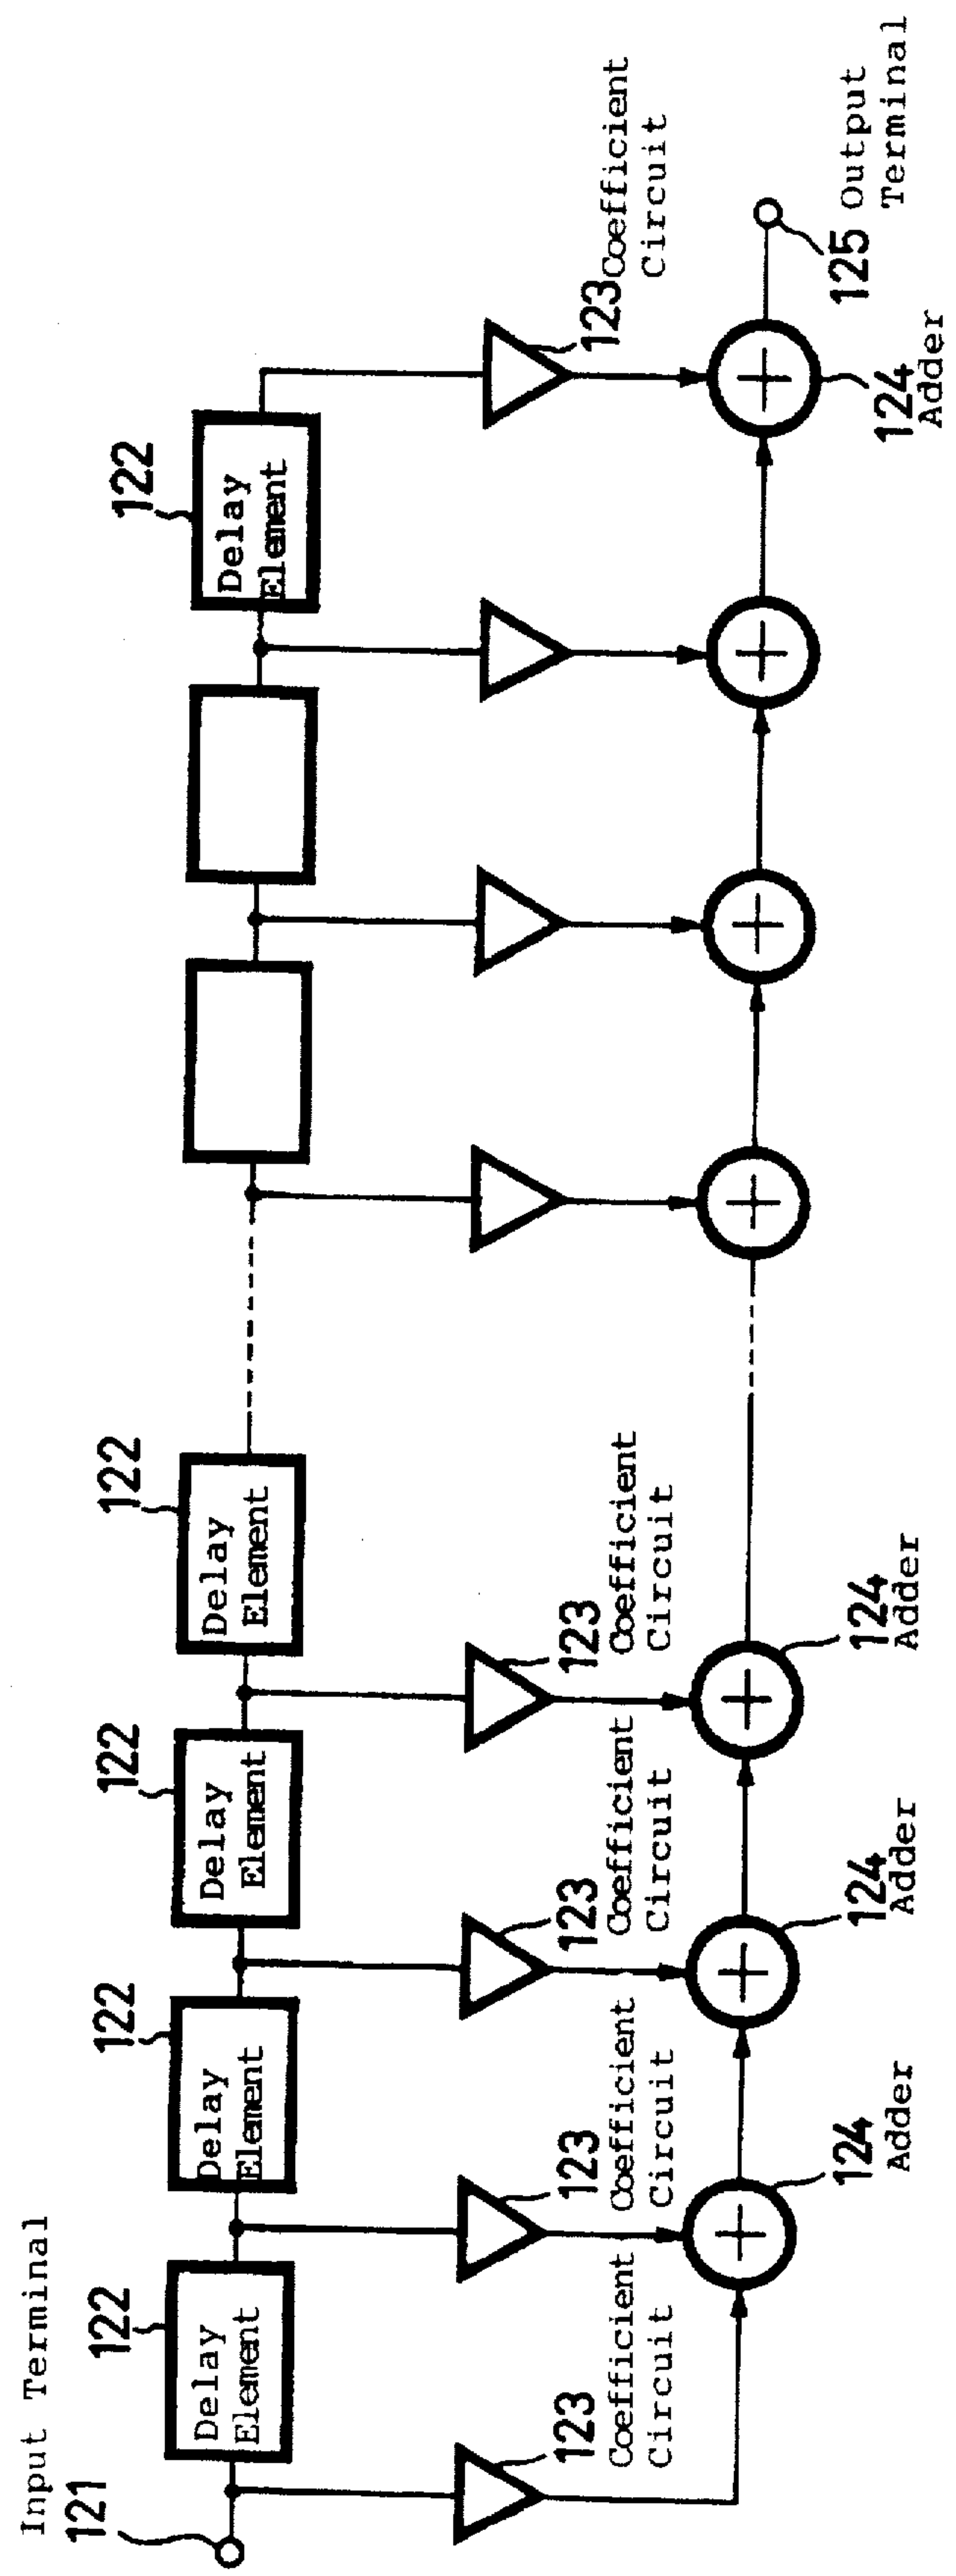 Input Terminal
121
122
Delay
Element
122
Delay
Element
122
Delay
Element
122
Delay
Element
122
Delay
Element
123
Coefficient
Circuit
123
Coefficient
Circuit
123
Coefficient
Circuit
123
Coefficient
Circuit
123
Coefficient
Circuit
124
Adder
124
Adder
124
Adder
124
Adder
125
Output
Terminal